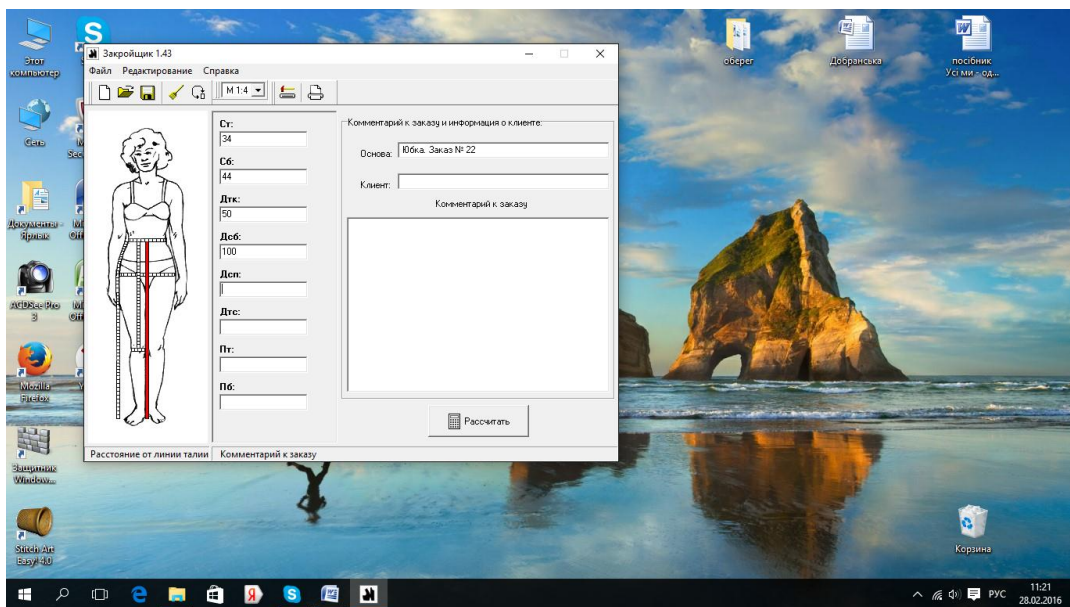 Этот
компьютер
Сеть
Документы -
Ярлык
ACDSee Pro
3
Mozilla
Firefox
Защитник
Window...
Stitch Art
Easy! 4.0
Закройщик 1.43
Файл Редактирование Справка
М 1:4
Ст:
34
Сб:
44
Дтк:
50
Дсб:
100
Дсп:
Дтс:
Пт:
Пб:
Комментарий к заказу и информация о клиенте:
Основа: Юбка. Заказ № 22
Клиент:
Комментарий к заказу
Рассчитать
Расстояние от линии талии Комментарий к заказу
оберег
Добранська
посібник
Усі ми - од...
Корзина
РУС
11:21
28.02.2016